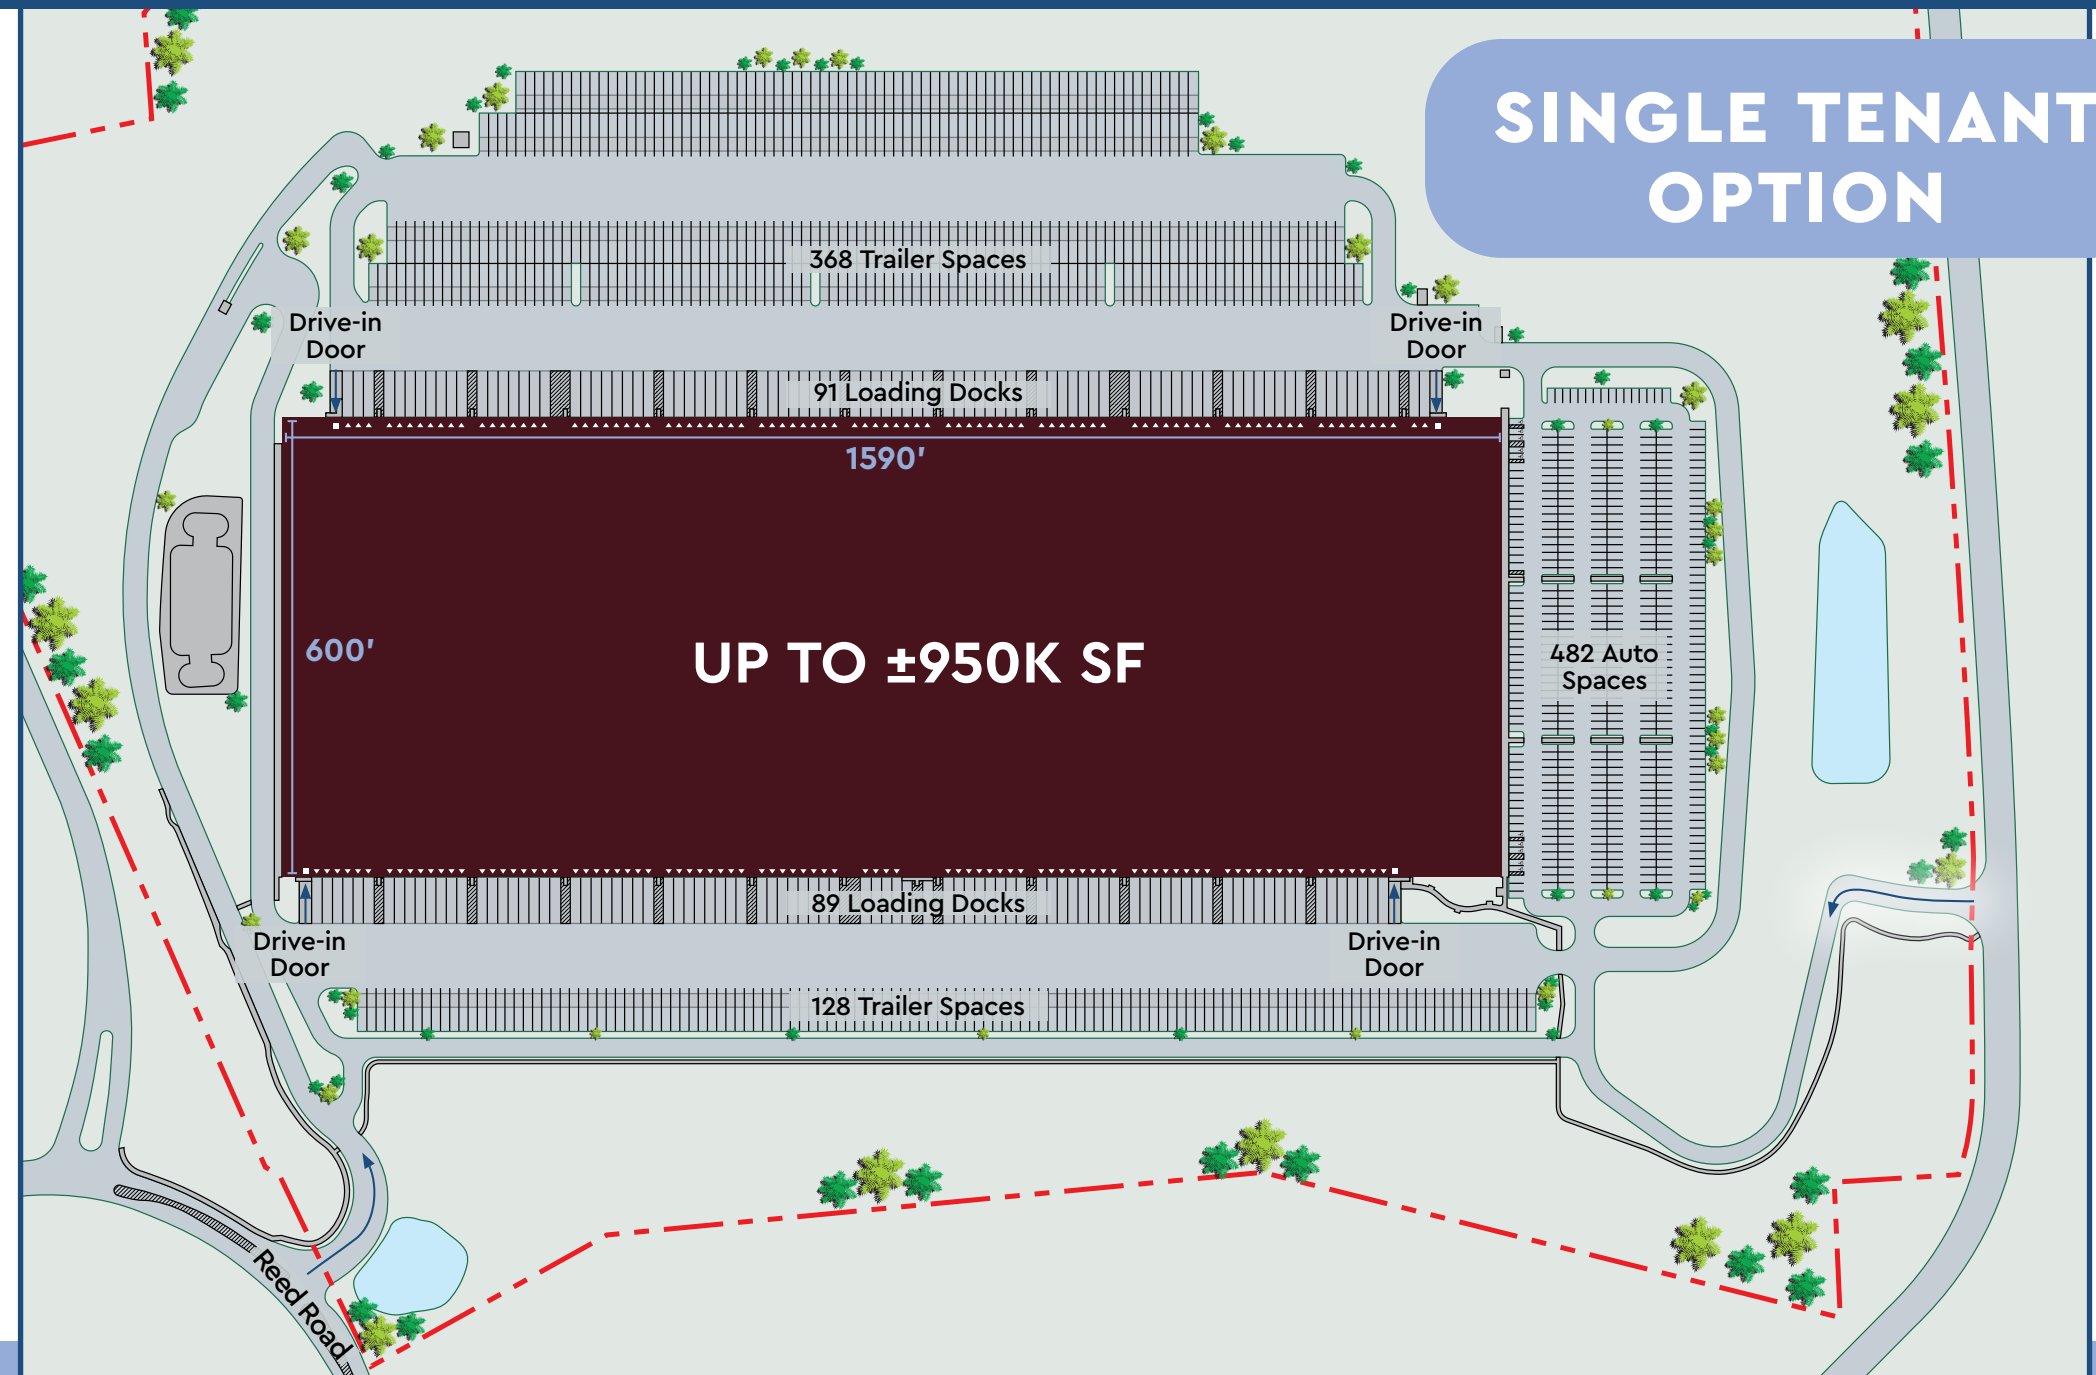 SINGLE TENANT
OPTION
368 Trailer Spaces
Drive-in
Door
Drive-in
Door
91 Loading Docks
1590'
600'
UP TO ±950K SF
482 Auto
Spaces
89 Loading Docks
Drive-in
Door
Drive-in
Door
128 Trailer Spaces
Reed Road